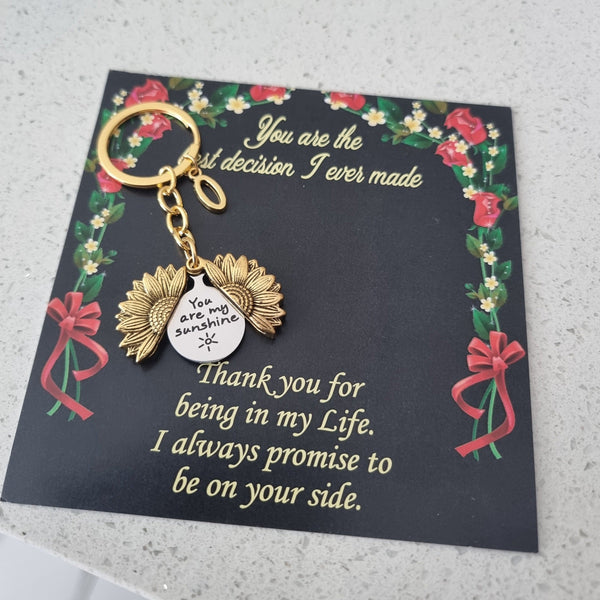 You are the
decision I ever made
You
are my
sunshine
Thank you for
being in my Life.
I always promise to
be on your side.